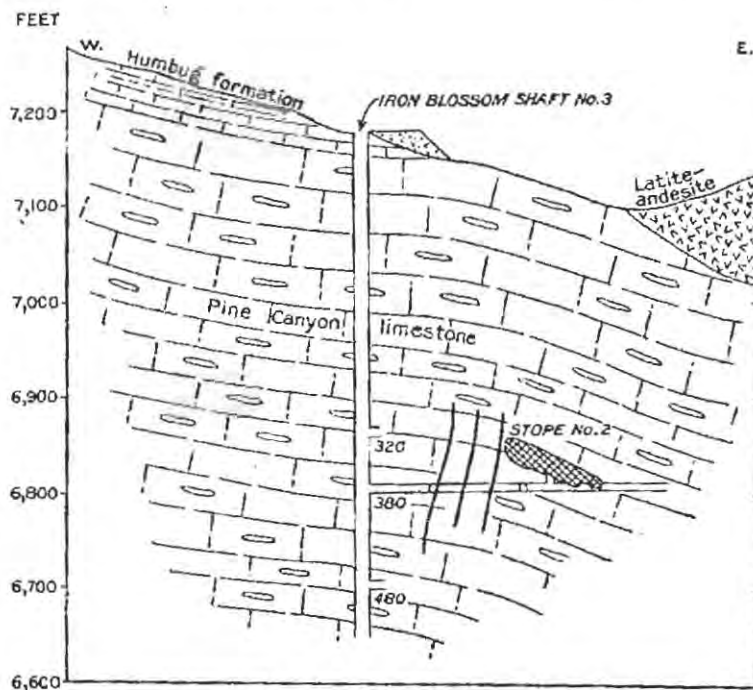 FEET
W.
E.
Humbug formation
IRON BLOSSOM SHAFT No.3
7,200
Latite-
andesite
7,100
7,000
Pine Canyon limestone
6,900
STOPE No.2
320
6,800
380
6,700
480
6,600